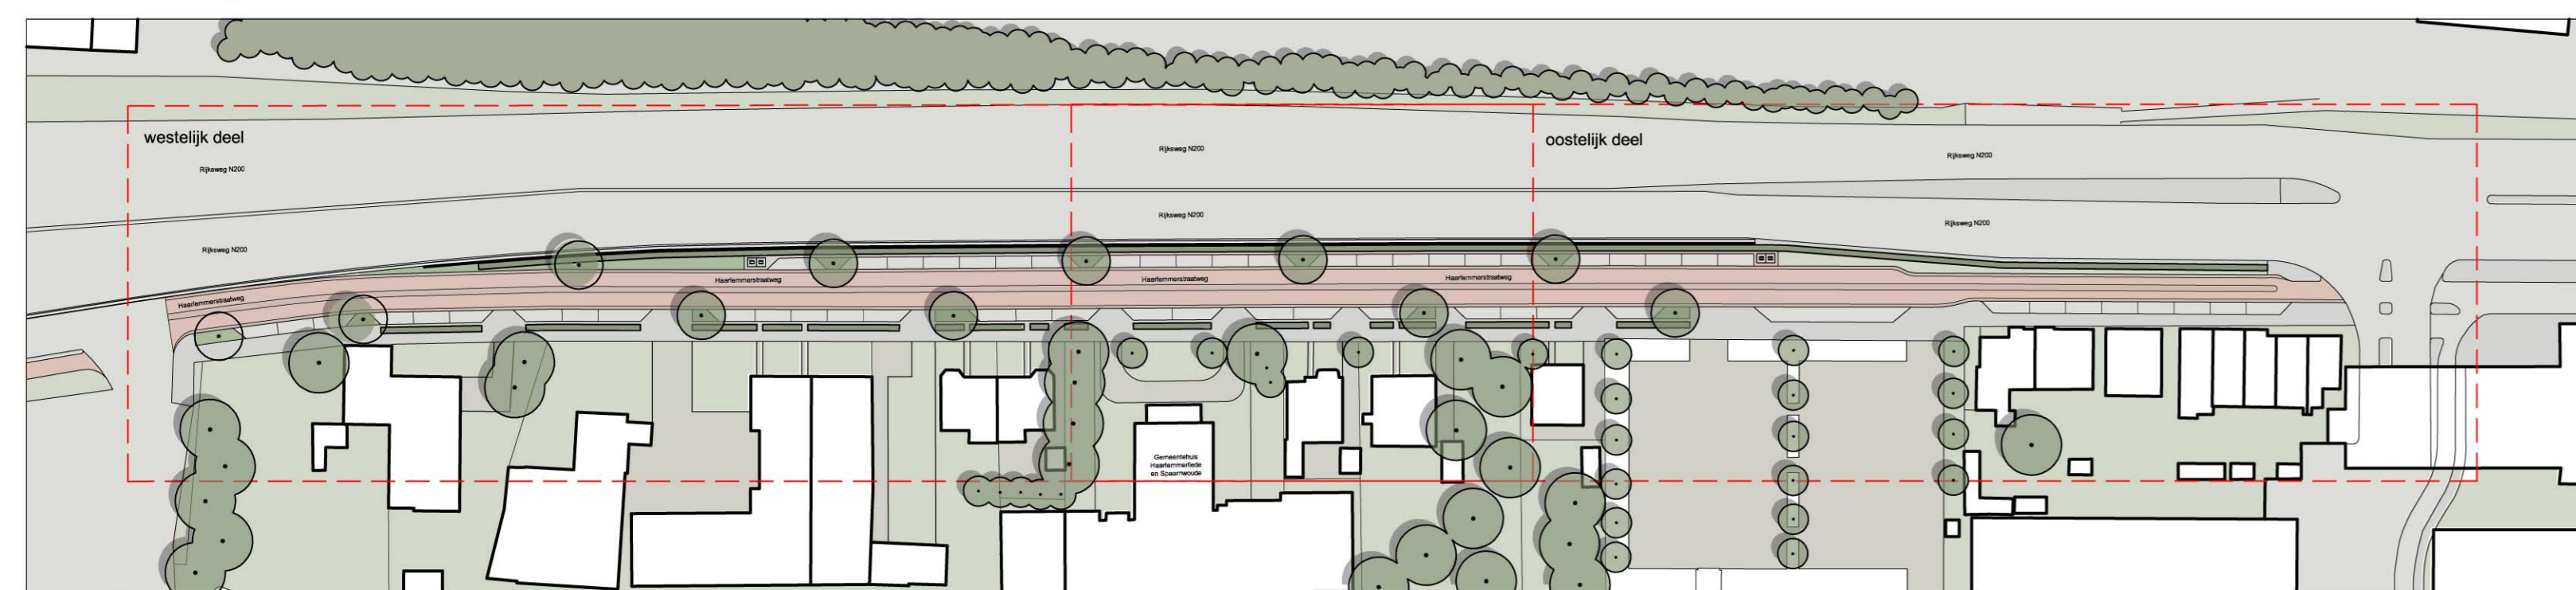 westelijk deel
oostelijk deel
Rijksweg N200
Rijksweg N200
Rijksweg N200
Rijksweg N200
Rijksweg N200
Rijksweg N200
Haarlemmerstraatweg
Haarlemmerstraatweg
Haarlemmerstraatweg
Haarlemmerstraatweg
Gemeentehuis
Haarlemmerliede
en Spaarnwoude